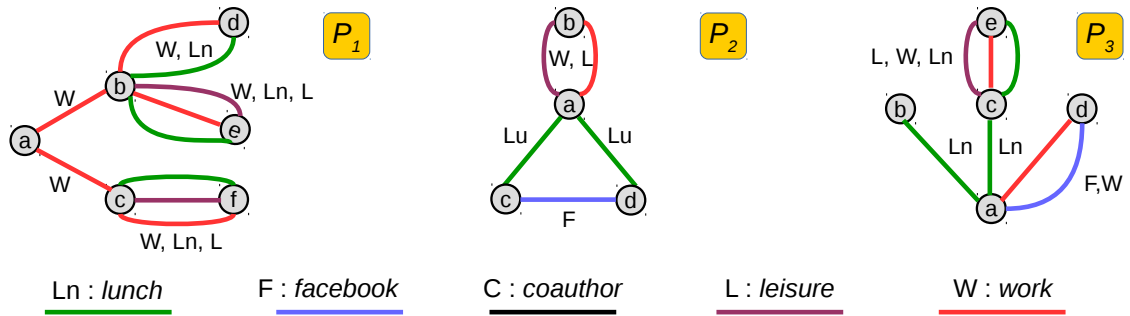 d
P1
b
P2
e
P3
W, Ln
W, L
L, W, Ln
W
b
W, Ln, L
a
c
b
d
a
e
Lu
Lu
Ln
Ln
W
c
f
c
d
F,W
F
a
W, Ln, L
Ln : lunch
F : facebook
C : coauthor
L : leisure
W : work